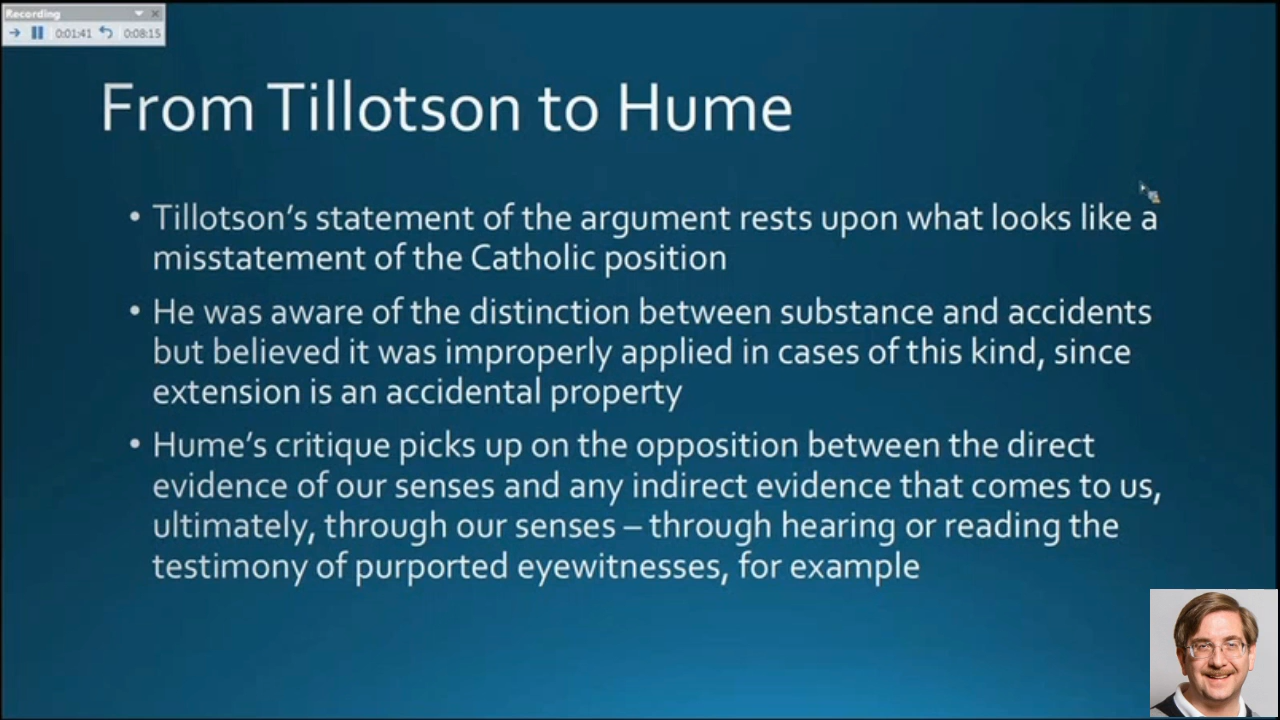 Recording
0:01:41 0:08:15
From Tillotson to Hume
• Tillotson’s statement of the argument rests upon what looks like a
misstatement of the Catholic position
• He was aware of the distinction between substance and accidents
but believed it was improperly applied in cases of this kind, since
extension is an accidental property
• Hume’s critique picks up on the opposition between the direct
evidence of our senses and any indirect evidence that comes to us,
ultimately, through our senses – through hearing or reading the
testimony of purported eyewitnesses, for example